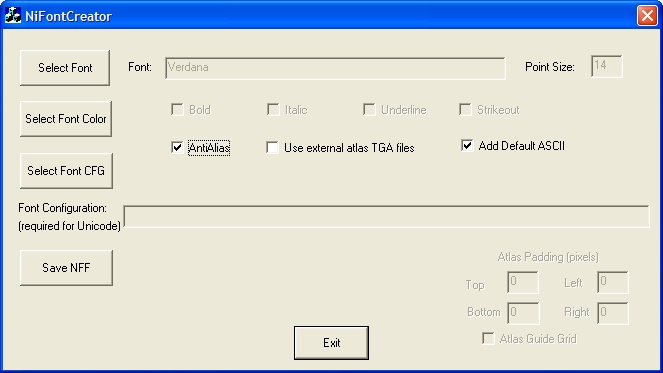 NiFontCreator
Select Font
Font: Verdana
Point Size: 14
Bold Italic Underline Strikeout
Select Font Color
AntiAlias Use external atlas TGA files Add Default ASCII
Select Font CFG
Font Configuration:
(required for Unicode)
Save NFF
Atlas Padding (pixels)
Top 0 Left 0
Bottom 0 Right 0
Exit
Atlas Guide Grid